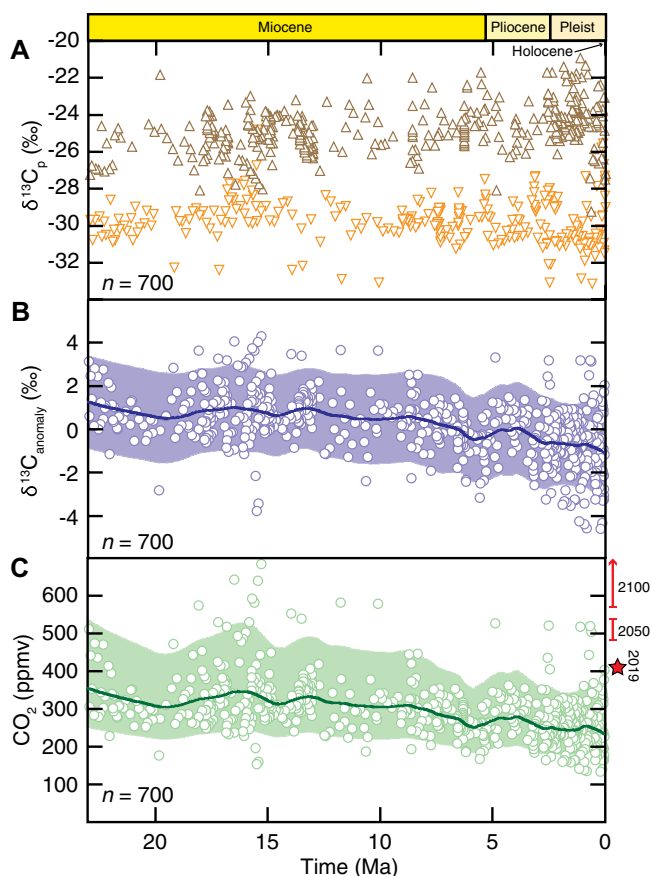 Miocene Pliocene Pleist
Holocene
A
-20
-22
-24
-26
-28
-30
-32
δ13Cp (‰)
n = 700
B
4
2
0
-2
-4
δ13Canomaly (‰)
n = 700
C
600
500
400
300
200
100
CO2 (ppmv)
n = 700
2100
2050
2019
20 15 10 5 0
Time (Ma)